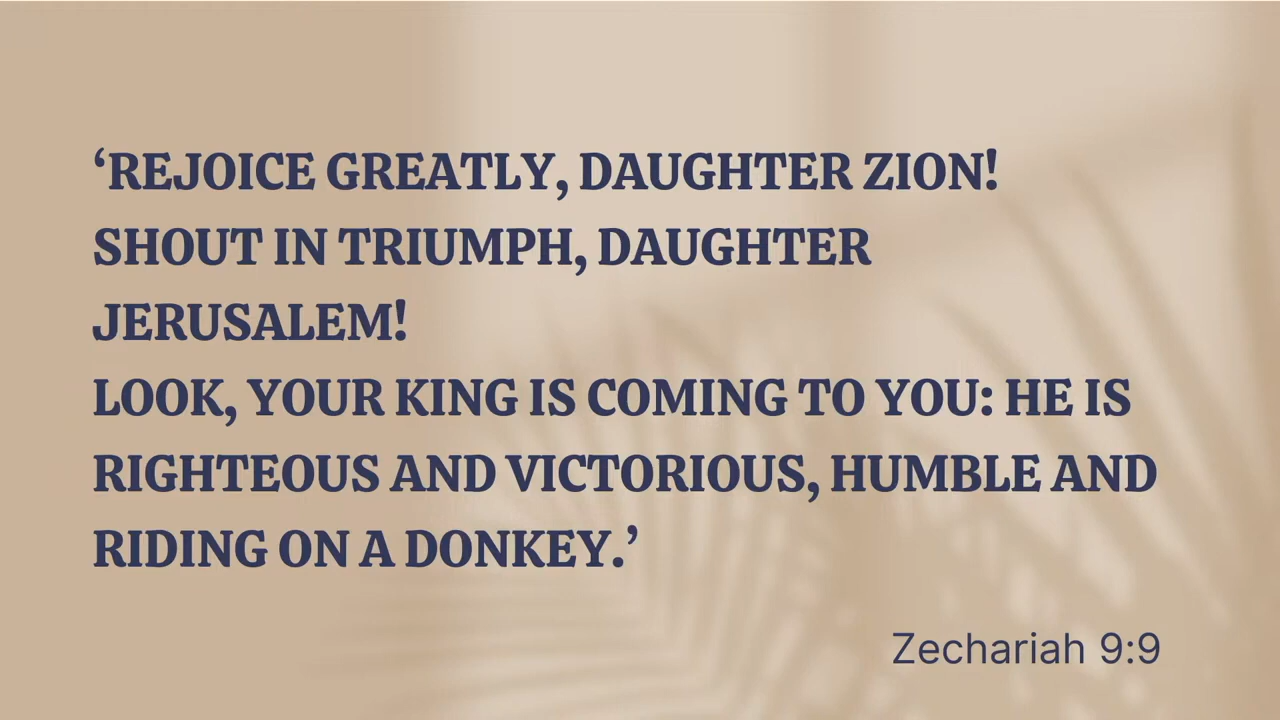 ‘REJOICE GREATLY, DAUGHTER ZION!
SHOUT IN TRIUMPH, DAUGHTER
JERUSALEM!
LOOK, YOUR KING IS COMING TO YOU: HE IS
RIGHTEOUS AND VICTORIOUS, HUMBLE AND
RIDING ON A DONKEY.’
Zechariah 9:9